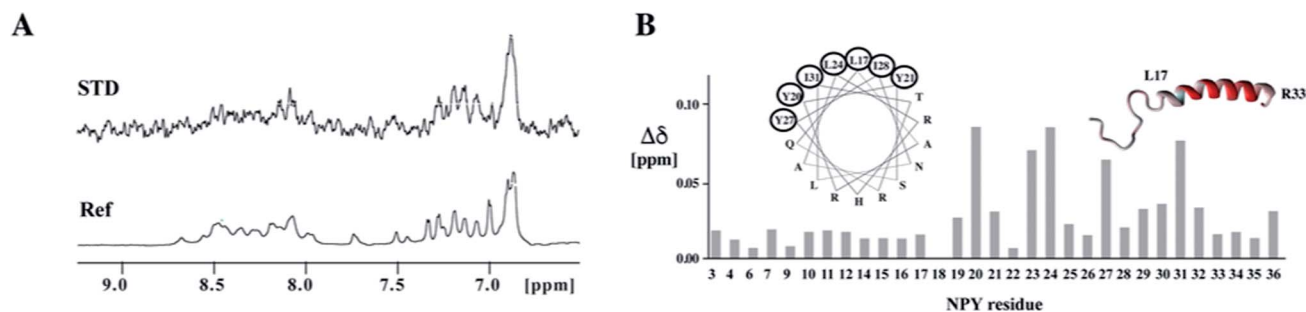 A
STD
Ref
9.0 8.5 8.0 7.5 7.0 [ppm]
B
0.10
Δδ
[ppm]
0.05
0.00
Y27
Y20
I31
L24
L17
I28
Y21
T
R
A
N
S
R
H
R
L
A
Q
L17
R33
3 4 6 7 9 10 11 12 14 15 16 17 18 19 20 21 22 23 24 25 26 27 28 29 30 31 32 33 34 35 36
NPY residue